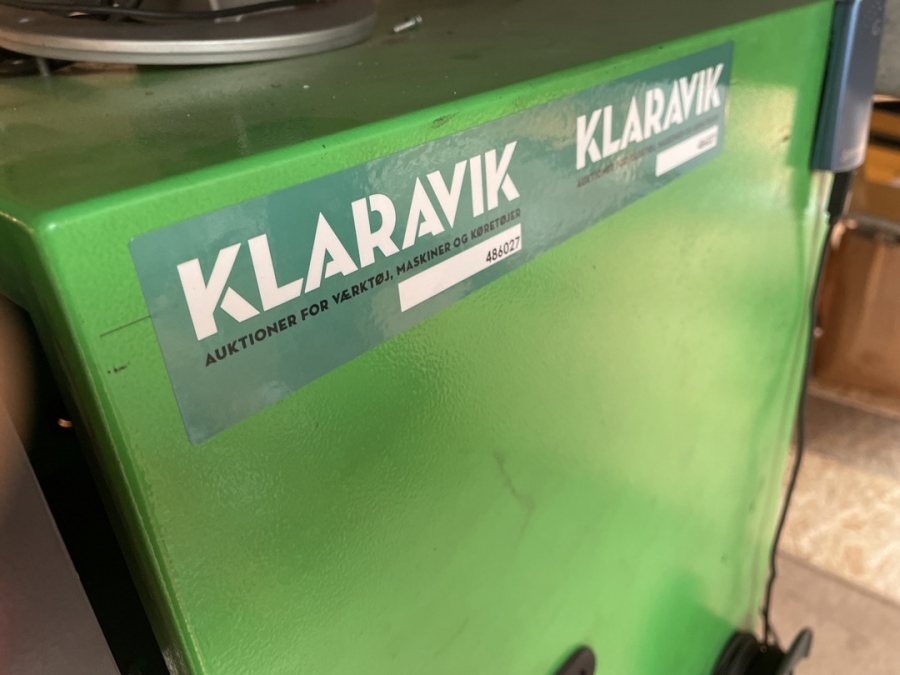 KLARAVIK
AUKTIONER FOR VÆRKTØJ, MASKINER OG KØRETØJER
486027
KLARAVIK